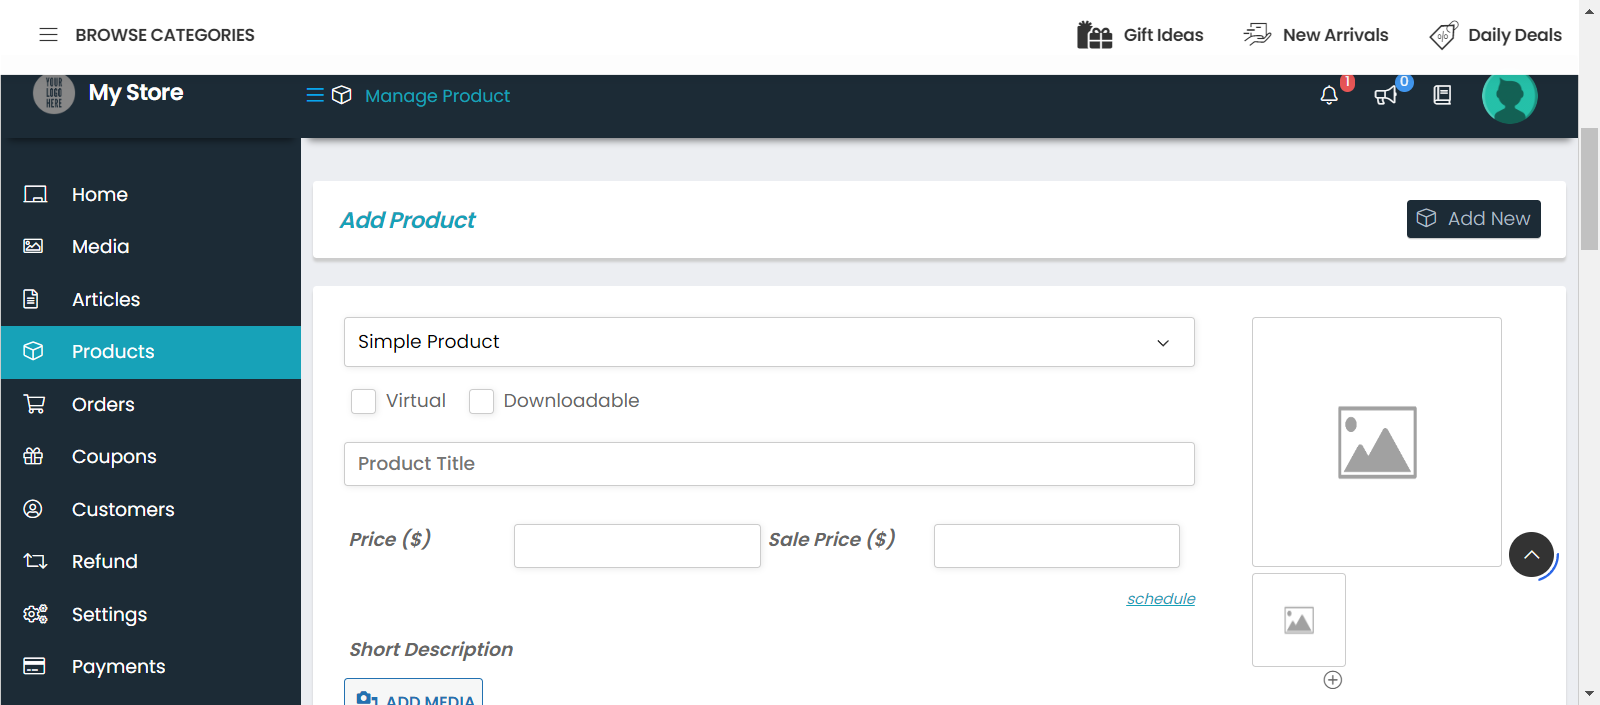 BROWSE CATEGORIES
Gift Ideas
New Arrivals
Daily Deals
YOUR
LOGO
HERE
My Store
Manage Product
1
0
Home
Media
Articles
Products
Orders
Coupons
Customers
Refund
Settings
Payments
Add Product
Add New
Simple Product
Virtual
Downloadable
Product Title
Price ($)
Sale Price ($)
schedule
Short Description
ADD MEDIA